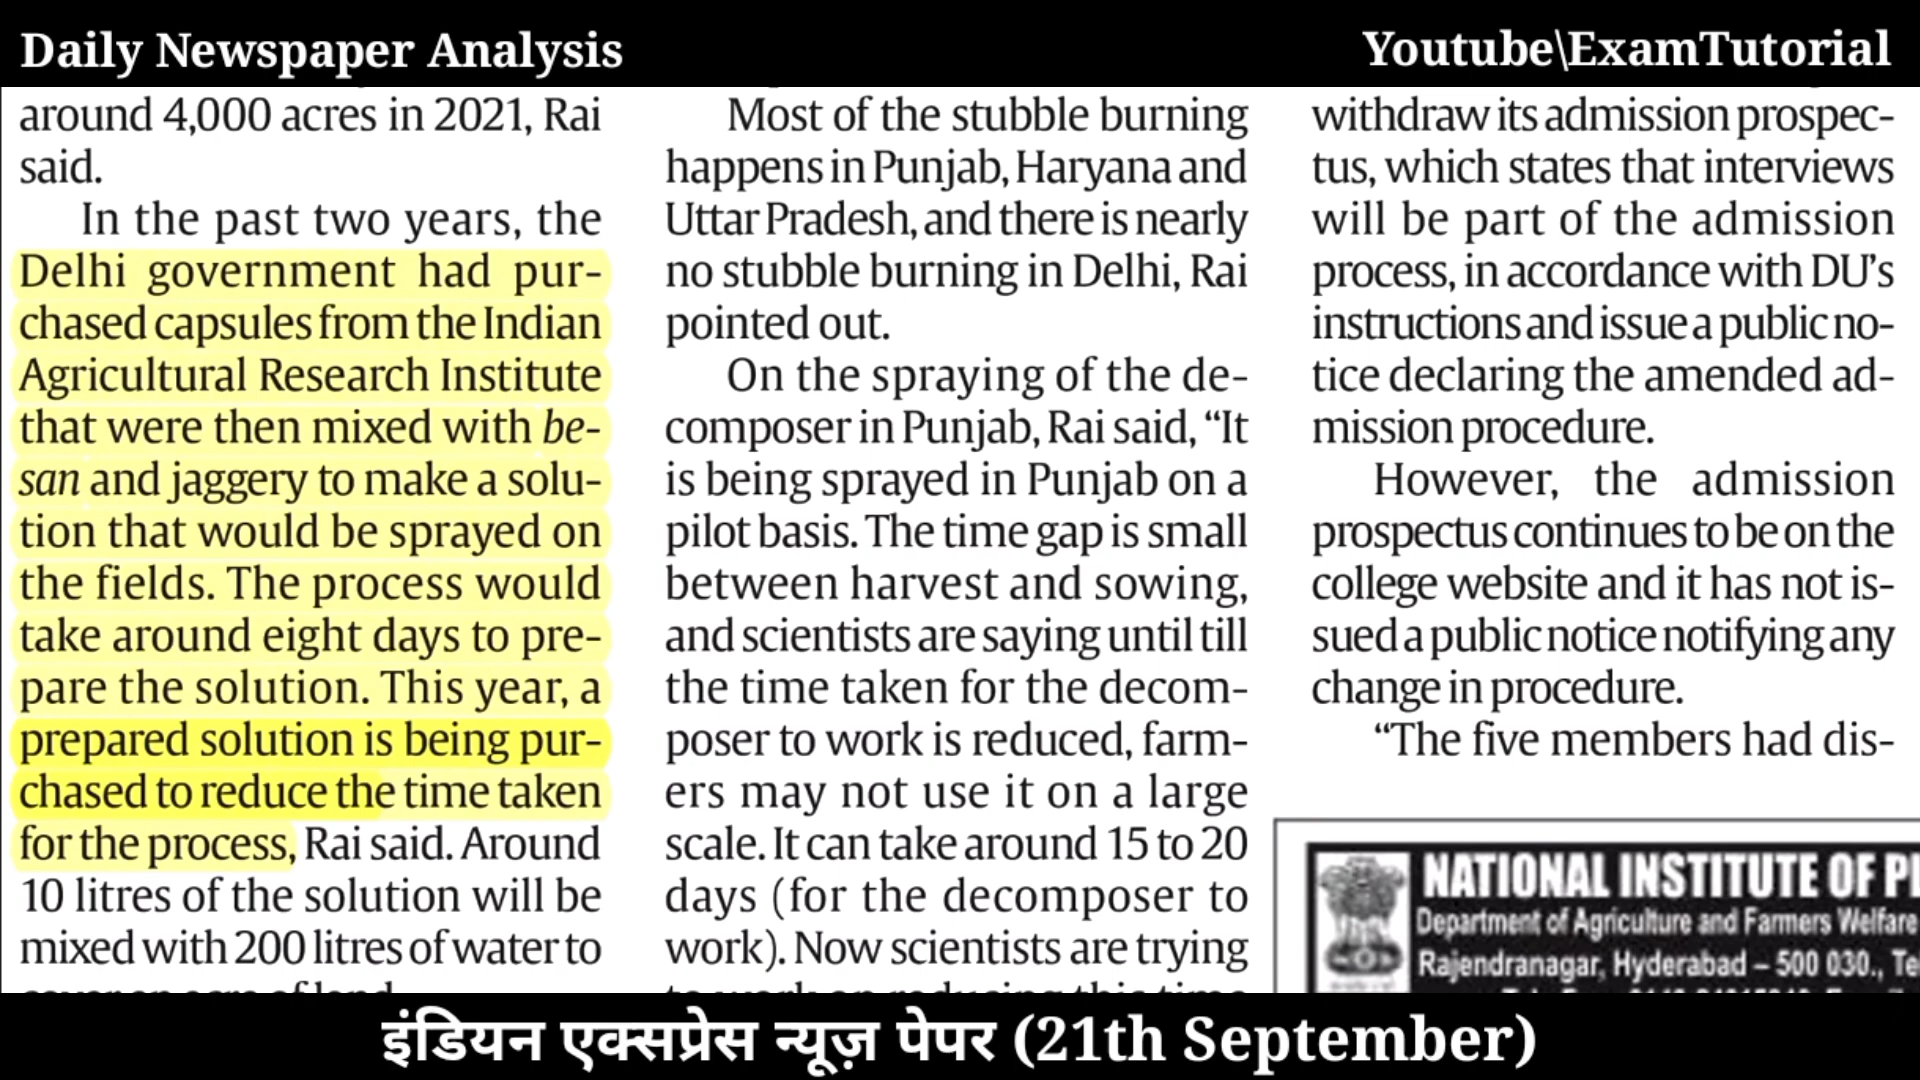 Daily Newspaper Analysis
Youtube\ExamTutorial
around 4,000 acres in 2021, Rai
said.
In the past two years, the
Delhi government had pur-
chased capsules from the Indian
Agricultural Research Institute
that were then mixed with be-
san and jaggery to make a solu-
tion that would be sprayed on
the fields. The process would
take around eight days to pre-
pare the solution. This year, a
prepared solution is being pur-
chased to reduce the time taken
for the process, Rai said. Around
10 litres of the solution will be
mixed with 200 litres of water to
cover an acre of land.
Most of the stubble burning
happens in Punjab, Haryana and
Uttar Pradesh, and there is nearly
no stubble burning in Delhi, Rai
pointed out.
On the spraying of the de-
composer in Punjab, Rai said, “It
is being sprayed in Punjab on a
pilot basis. The time gap is small
between harvest and sowing,
and scientists are saying until till
the time taken for the decom-
poser to work is reduced, farm-
ers may not use it on a large
scale. It can take around 15 to 20
days (for the decomposer to
work). Now scientists are trying
to work on reducing this time
withdraw its admission prospec-
tus, which states that interviews
will be part of the admission
process, in accordance with DU’s
instructions and issue a public no-
tice declaring the amended ad-
mission procedure.
However, the admission
prospectus continues to be on the
college website and it has not is-
sued a public notice notifying any
change in procedure.
“The five members had dis-
NATIONAL INSTITUTE OF
Department of Agriculture and Farmers Welfare
Rajendranagar, Hyderabad – 500 030.,
इंडियन एक्सप्रेस न्यूज़ पेपर (21th September)